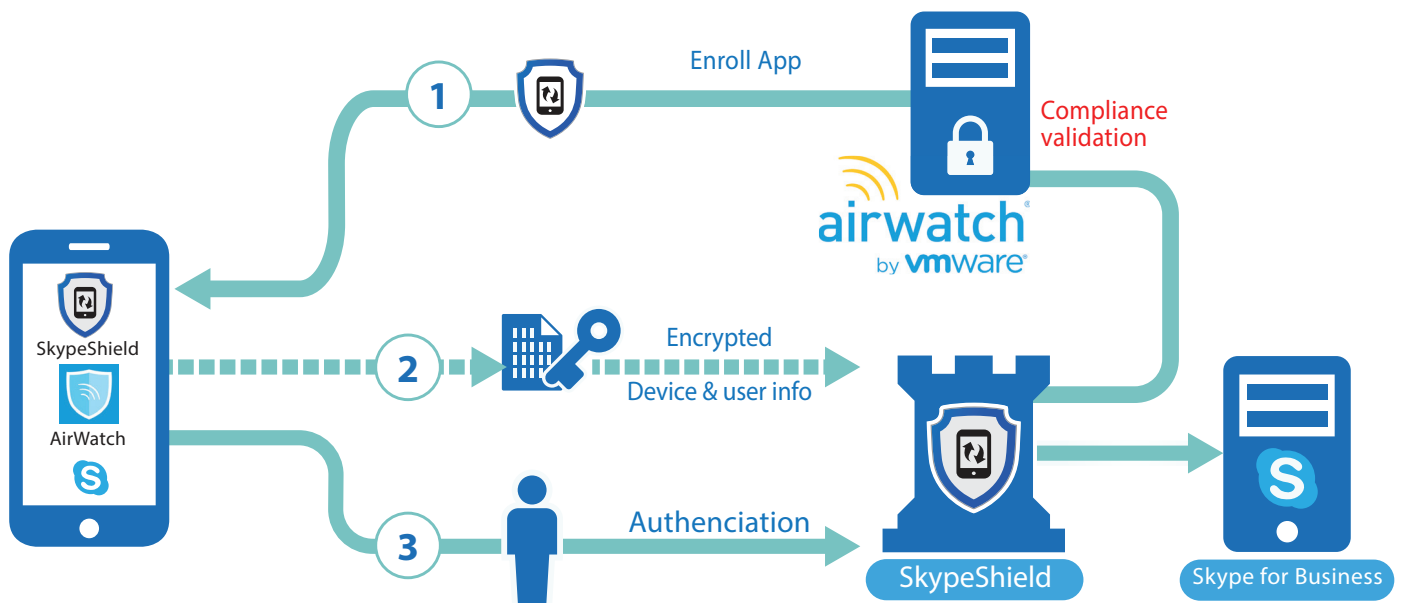 Enroll App
1
Compliance
validation
airwatch
by vmware®
SkypeShield
AirWatch
S
2
Encrypted
Device & user info
3
Authenciation
SkypeShield
S
Skype for Business